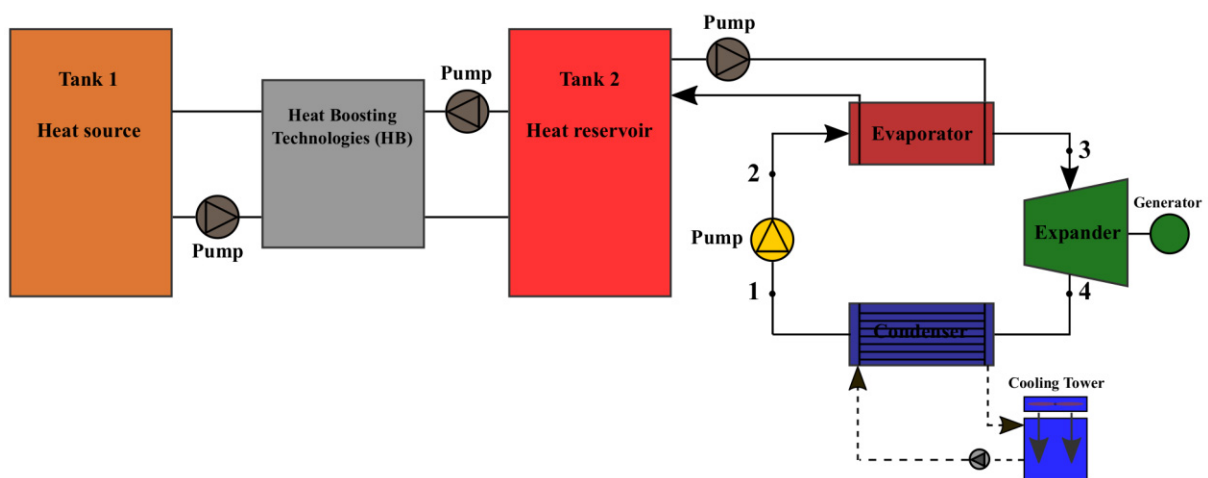 Tank 1
Heat source
Pump
Heat Boosting
Technologies (HB)
Pump
Tank 2
Heat reservoir
Pump
Evaporator
2
3
Pump
Expander
Generator
1
4
Condenser
Cooling Tower